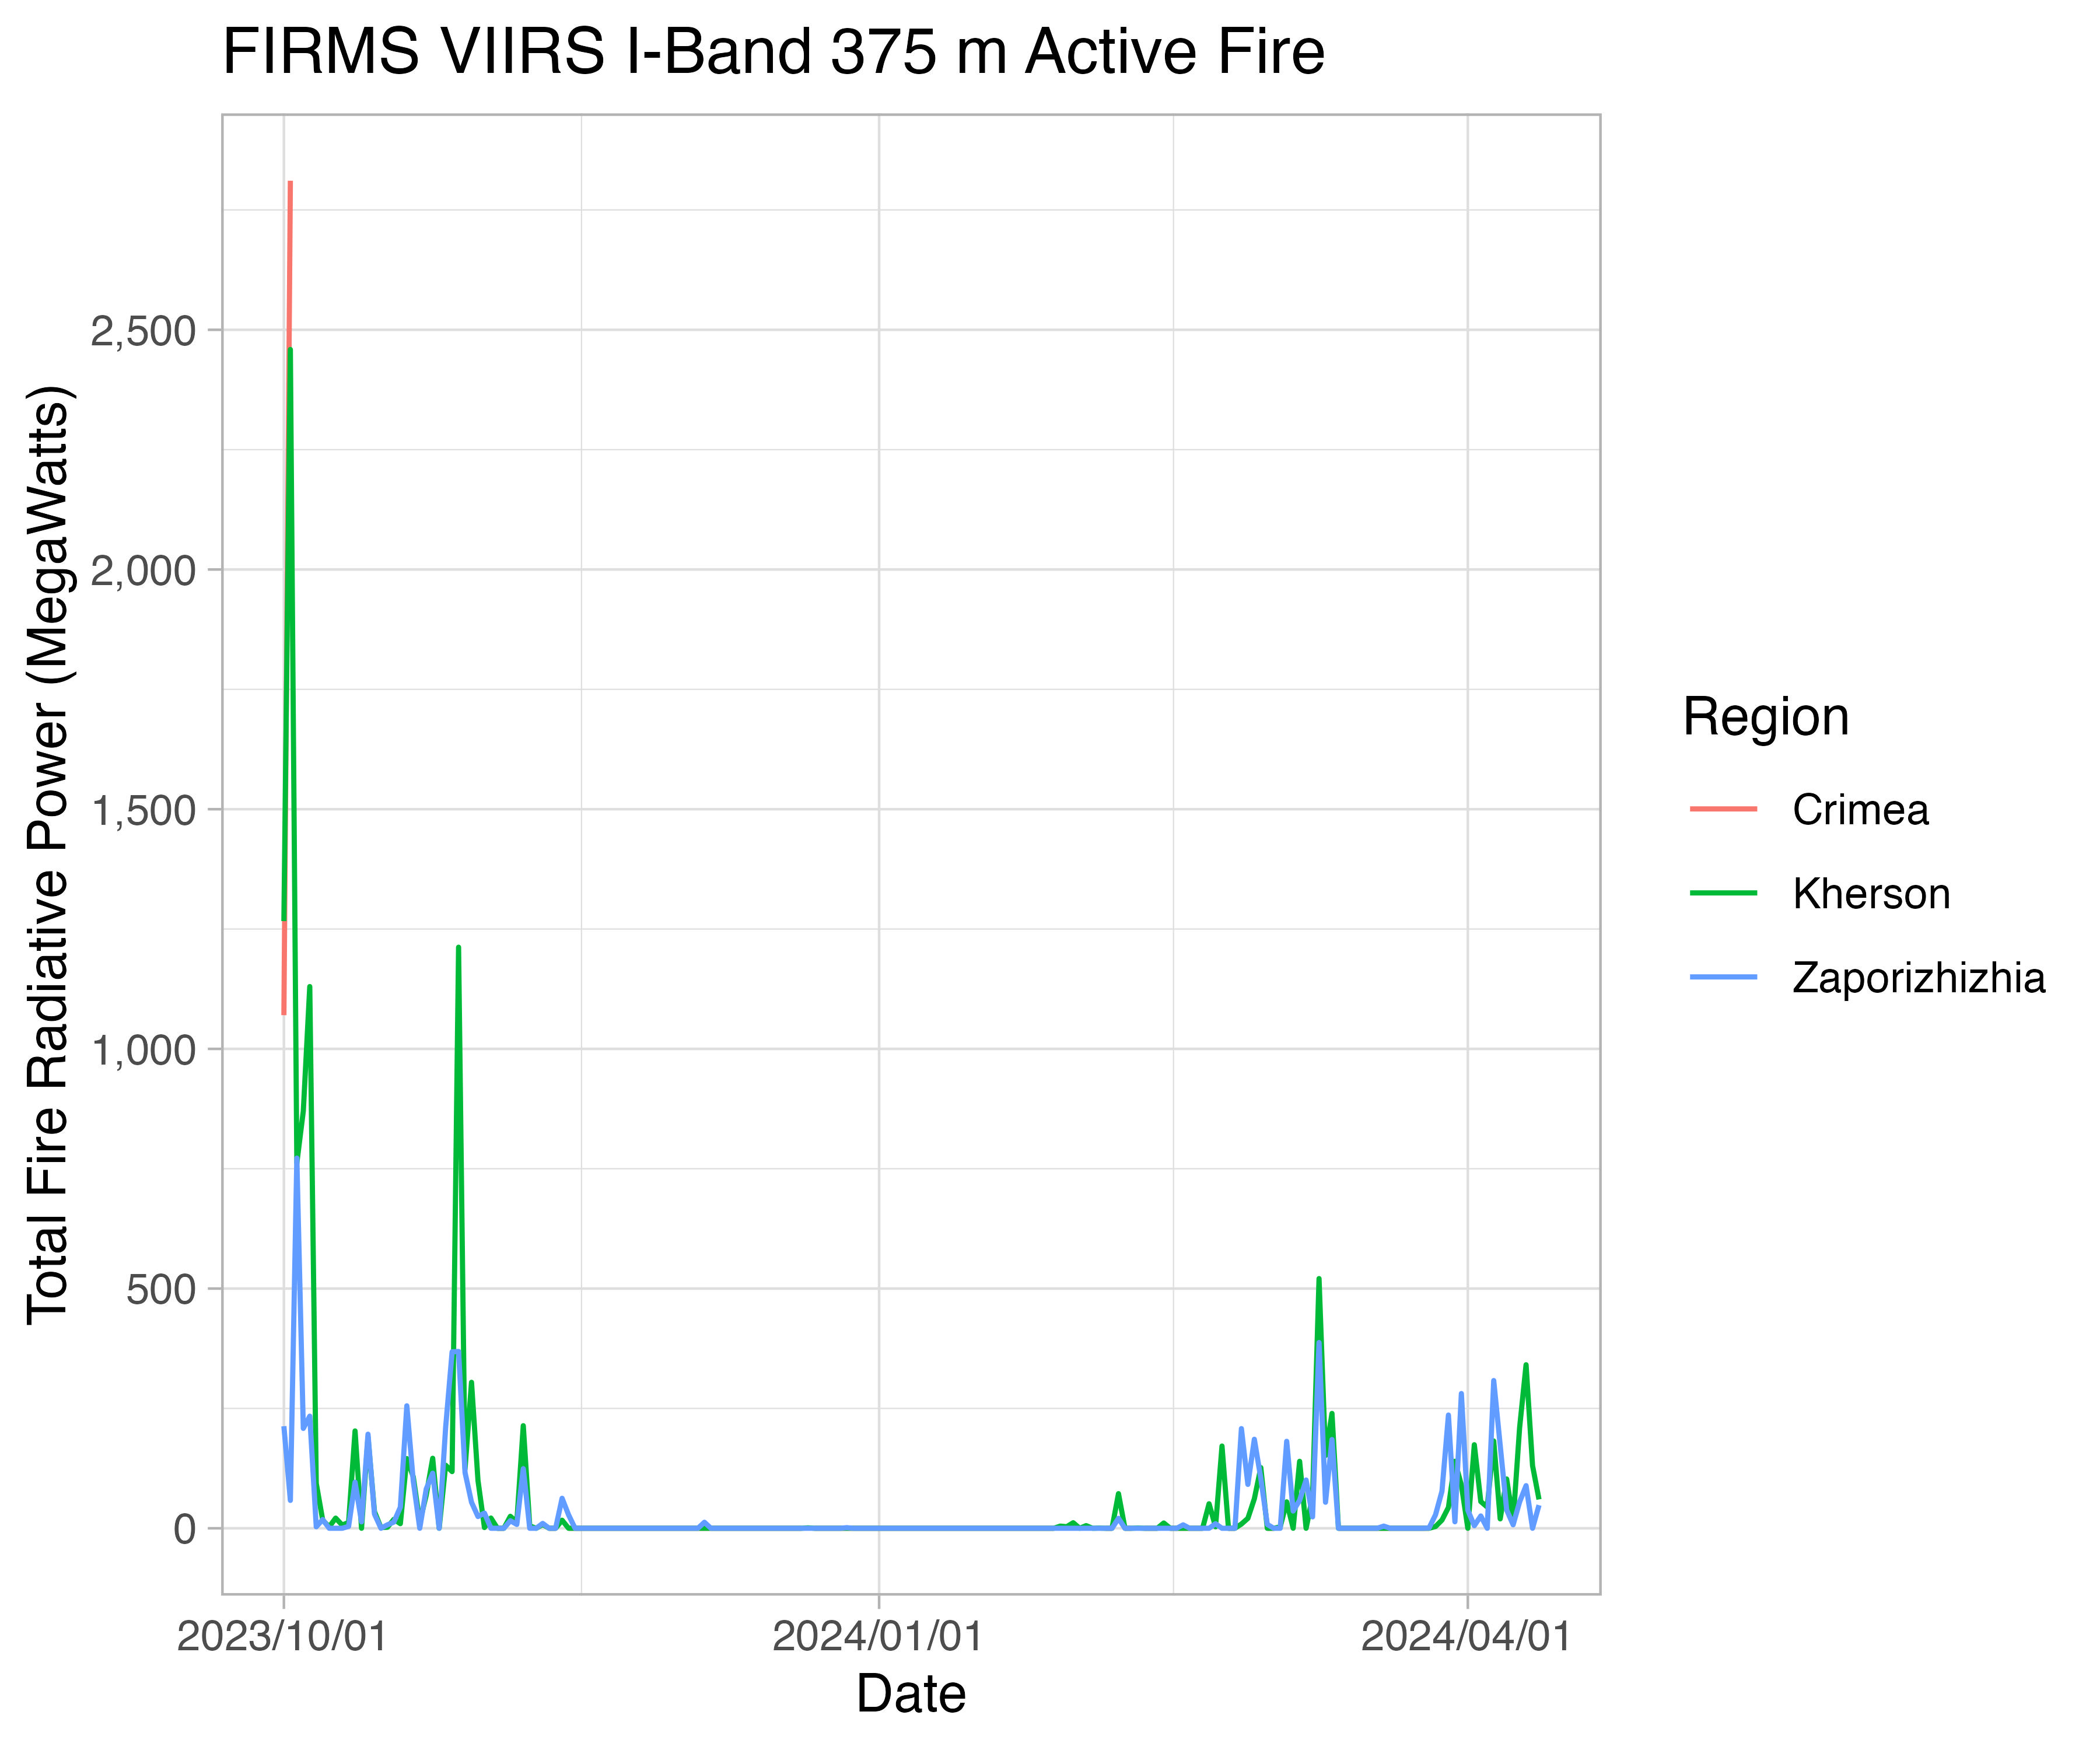 FIRMS VIIRS I-Band 375 m Active Fire
Total Fire Radiative Power (MegaWatts)
2,500
2,000
1,500
1,000
500
0
2023/10/01
2024/01/01
2024/04/01
Date
Region
Crimea
Kherson
Zaporizhizhia